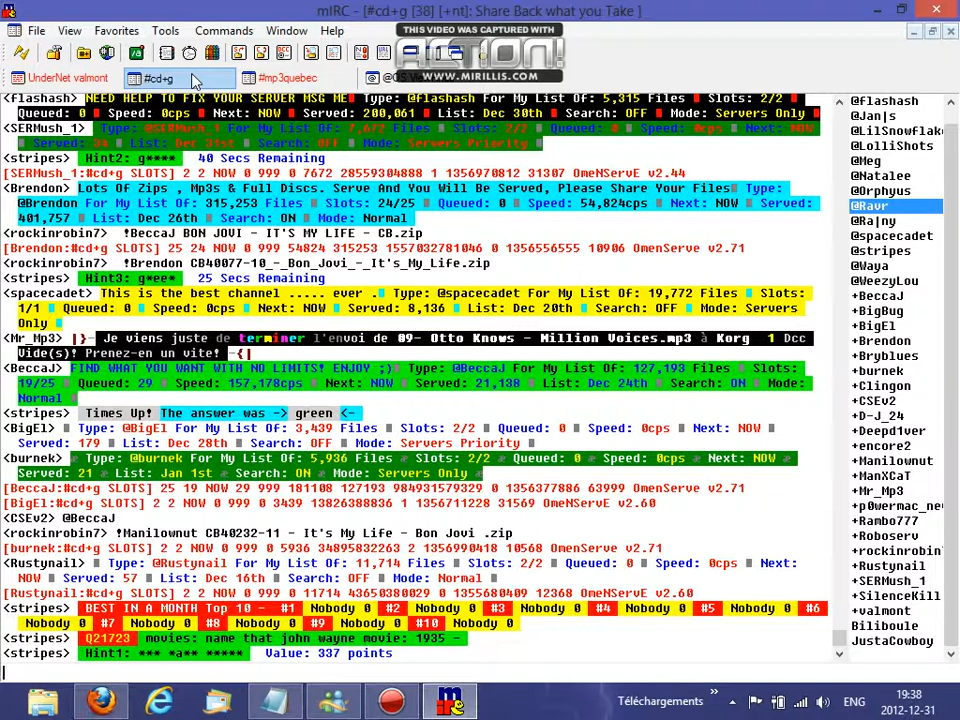 mIRC - [#cd+g [38] [+nt]: Share Back what you Take ]
File View Favorites Tools Commands Window Help
THIS VIDEO WAS CAPTURED WITH
ACTION!
WWW.MIRILLIS.COM
UnderNet valmont #cd+g #mp3quebec
<flashash> NEED HELP TO FIX YOUR SERVER MSG ME Type: @flashash For My List Of: 5,315 Files Slots: 2/2
Queued: 0 Speed: 0cps Next: NOW Served: 200,061 List: Dec 30th Search: OFF Mode: Servers Only
<SERMush_1> Type: @SERMush_1 For My List Of: 7,672 Files Slots: 2/2 Queued: 0 Speed: 0cps Next: NOW
Served: 34 List: Dec 31st Search: OFF Mode: Servers Priority
<stripes> Hint2: g**** 40 Secs Remaining
[SERMush_1:#cd+g SLOTS] 2 2 NOW 0 999 0 7672 28559304888 1 1356970812 31307 OmeNServE v2.44
<Brendon> Lots Of Zips , Mp3s & Full Discs. Serve And You Will Be Served, Please Share Your Files Type:
@Brendon For My List Of: 315,253 Files Slots: 24/25 Queued: 0 Speed: 54,824cps Next: NOW Served:
401,757 List: Dec 26th Search: ON Mode: Normal
<rockinrobin7> !BeccaJ BON JOVI - IT'S MY LIFE - CB.zip
[Brendon:#cd+g SLOTS] 25 24 NOW 0 999 54824 315253 1557032781046 0 1356556555 10906 OmenServe v2.71
<rockinrobin7> !Brendon CB40077-10_-_Bon_Jovi_-_It's_My_Life.zip
<stripes> Hint3: g*ee* 25 Secs Remaining
<spacecadet> This is the best channel ..... ever . Type: @spacecadet For My List Of: 19,772 Files Slots:
1/1 Queued: 0 Speed: 0cps Next: NOW Served: 8,136 List: Dec 20th Search: OFF Mode: Servers
Only
<Mr_Mp3> |}- Je viens juste de terminer l'envoi de 09- Otto Knows - Million Voices.mp3 à Korg 1 Dcc
Vide(s)! Prenez-en un vite! -{|
<BeccaJ> FIND WHAT YOU WANT WITH NO LIMITS! ENJOY ;) Type: @BeccaJ For My List Of: 127,193 Files Slots:
19/25 Queued: 29 Speed: 157,178cps Next: NOW Served: 21,138 List: Dec 24th Search: ON Mode:
Normal
<stripes> Times Up! The answer was -> green <-
<BigEl> Type: @BigEl For My List Of: 3,439 Files Slots: 2/2 Queued: 0 Speed: 0cps Next: NOW
Served: 179 List: Dec 28th Search: OFF Mode: Servers Priority
<burnek> Type: @burnek For My List Of: 5,936 Files Slots: 2/2 Queued: 0 Speed: 0cps Next: NOW
Served: 21 List: Jan 1st Search: ON Mode: Servers Only
[BeccaJ:#cd+g SLOTS] 25 19 NOW 29 999 181108 127193 984931579329 0 1356377886 63999 OmenServe v2.71
[BigEl:#cd+g SLOTS] 2 2 NOW 0 999 0 3439 13826388836 1 1356711228 31569 OmeNServE v2.60
<CSEv2> @BeccaJ
<rockinrobin7> !Manilownut CB40232-11 - It's My Life - Bon Jovi .zip
[burnek:#cd+g SLOTS] 2 2 NOW 0 999 0 5936 34895832263 2 1356990418 10568 OmenServe v2.71
<Rustynail> Type: @Rustynail For My List Of: 11,714 Files Slots: 2/2 Queued: 0 Speed: 0cps Next:
NOW Served: 57 List: Dec 16th Search: OFF Mode: Normal
[Rustynail:#cd+g SLOTS] 2 2 NOW 0 999 0 11714 43650380029 0 1355680409 12368 OmeNServE v2.60
<stripes> BEST IN A MONTH Top 10 - #1 Nobody 0 #2 Nobody 0 #3 Nobody 0 #4 Nobody 0 #5 Nobody 0 #6
Nobody 0 #7 Nobody 0 #8 Nobody 0 #9 Nobody 0 #10 Nobody 0
<stripes> Q21723 movies: name that john wayne movie: 1935 -
<stripes> Hint1: *** *a** ***** Value: 337 points
@flashash
@Jan|s
@LilSnowflake
@LolliShots
@Meg
@Natalee
@Orphyus
@Ravr
@Ra|ny
@spacecadet
@stripes
@Waya
@WeezyLou
+BeccaJ
+BigBug
+BigEl
+Brendon
+Bryblues
+burnek
+Clingon
+CSEv2
+D-J_24
+Deepd1ver
+encore2
+Manilownut
+ManXCaT
+Mr_Mp3
+p0wermac_ne
+Rambo777
+Roboserv
+rockinrobin
+Rustynail
+SERMush_1
+SilenceKill
+valmont
Biliboule
JustaCowboy
Téléchargements
ENG
19:38
2012-12-31